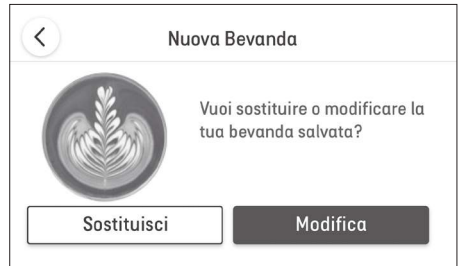 Nuova Bevanda
Vuoi sostituire o modificare la
tua bevanda salvata?
Sostituisci
Modifica